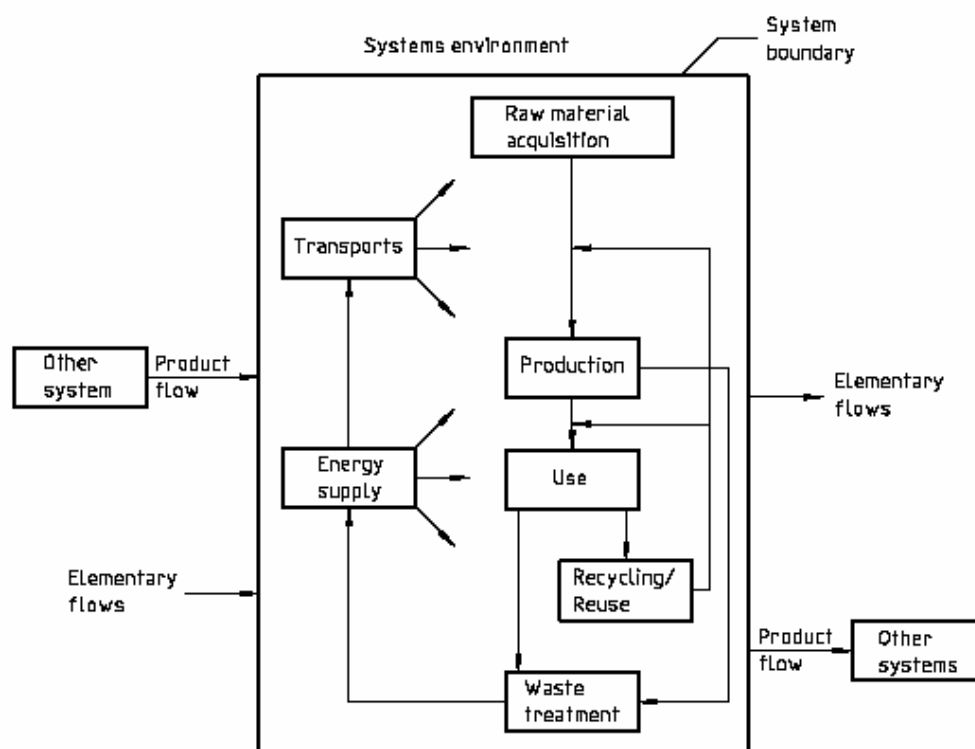 System
boundary
Systems environment
Raw material
acquisition
Transports
Other
system
Product
flow
Production
Elementary
flows
Energy
supply
Use
Elementary
flows
Recycling/
Reuse
Product
flow
Other
systems
Waste
treatment